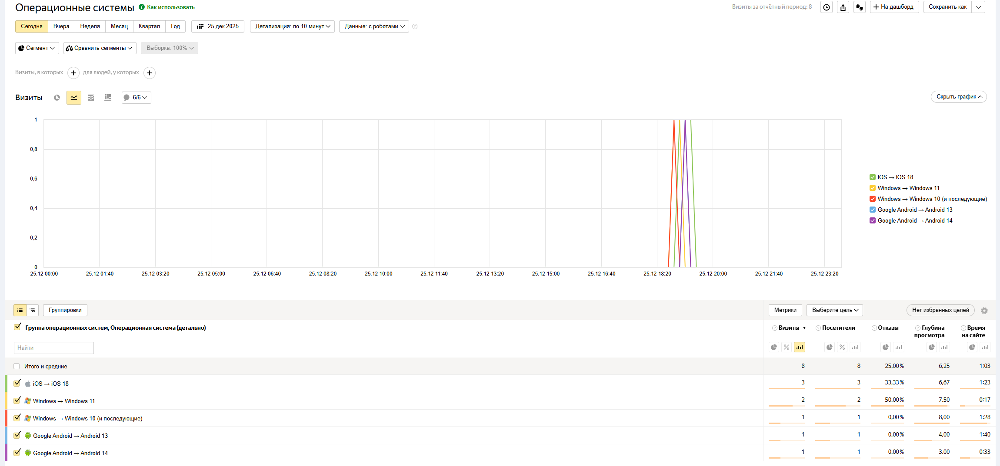 Операционные системы
Как использовать
Визиты за отчётный период: 8
На дашборд
Сохранить как
Сегодня Вчера Неделя Месяц Квартал Год
25 дек 2025
Детализация: по 10 минут
Данные: с роботами
Сегмент
Сравнить сегменты
Выборка: 100%
Визиты, в которых + для людей, у которых +
Визиты
6/6
Скрыть график
1
0,8
0,6
0,4
0,2
0
25.12 00:00 25.12 01:40 25.12 03:20 25.12 05:00 25.12 06:40 25.12 08:20 25.12 10:00 25.12 11:40 25.12 13:20 25.12 15:00 25.12 16:40 25.12 18:20 25.12 20:00 25.12 21:40 25.12 23:20
iOS → iOS 18
Windows → Windows 11
Windows → Windows 10 (и последующие)
Google Android → Android 13
Google Android → Android 14
Группировки
Метрики
Выберите цель
Нет избранных целей
Группа операционных систем, Операционная система (детально)
Визиты ▼ Посетители Отказы Глубина просмотра Время на сайте
Найти
%
%
Итого и средние 8 8 25,00 % 6,25 1:03
iOS → iOS 18 3 3 33,33 % 6,67 1:23
Windows → Windows 11 2 2 50,00 % 7,50 0:17
Windows → Windows 10 (и последующие) 1 1 0,00 % 8,00 1:28
Google Android → Android 13 1 1 0,00 % 4,00 1:40
Google Android → Android 14 1 1 0,00 % 3,00 0:33